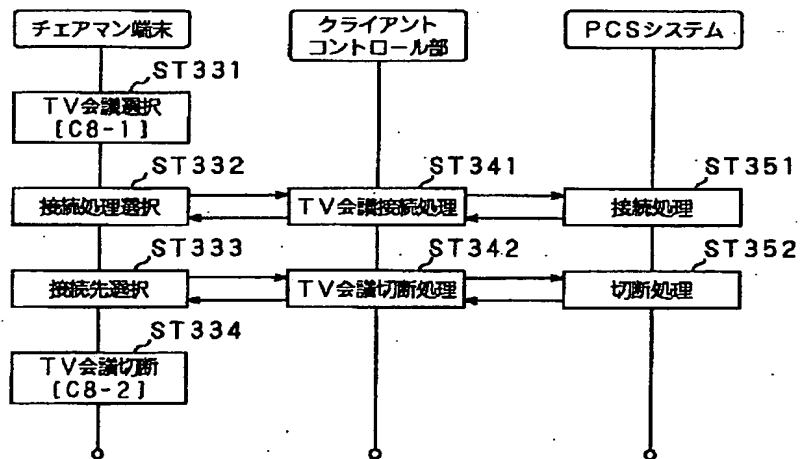 チェアマン端末
クライアント
コントロール部
PCSシステム
ST331
TV会議選択
[C8-1]
ST332
ST341
ST351
接続処理選択
TV会議接続処理
接続処理
ST333
ST342
ST352
接続先選択
TV会議切断処理
切断処理
ST334
TV会議切断
[C8-2]